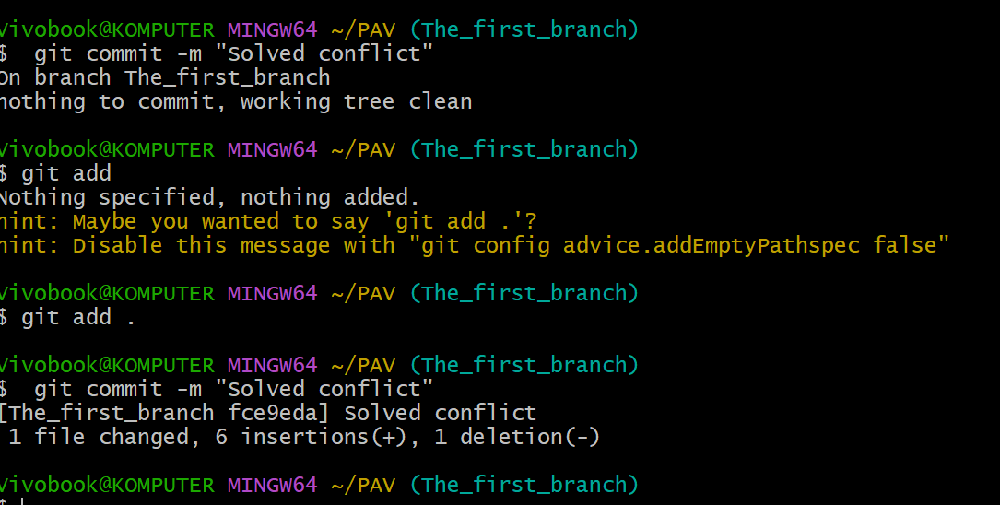 Vivobook@KOMPUTER MINGW64 ~/PAV (The_first_branch)
$  git commit -m "Solved conflict"
On branch The_first_branch
nothing to commit, working tree clean
Vivobook@KOMPUTER MINGW64 ~/PAV (The_first_branch)
$ git add
Nothing specified, nothing added.
hint: Maybe you wanted to say 'git add .'?
hint: Disable this message with "git config advice.addEmptyPathspec false"
Vivobook@KOMPUTER MINGW64 ~/PAV (The_first_branch)
$ git add .
Vivobook@KOMPUTER MINGW64 ~/PAV (The_first_branch)
$  git commit -m "Solved conflict"
[The_first_branch fce9eda] Solved conflict
 1 file changed, 6 insertions(+), 1 deletion(-)
Vivobook@KOMPUTER MINGW64 ~/PAV (The_first_branch)
$